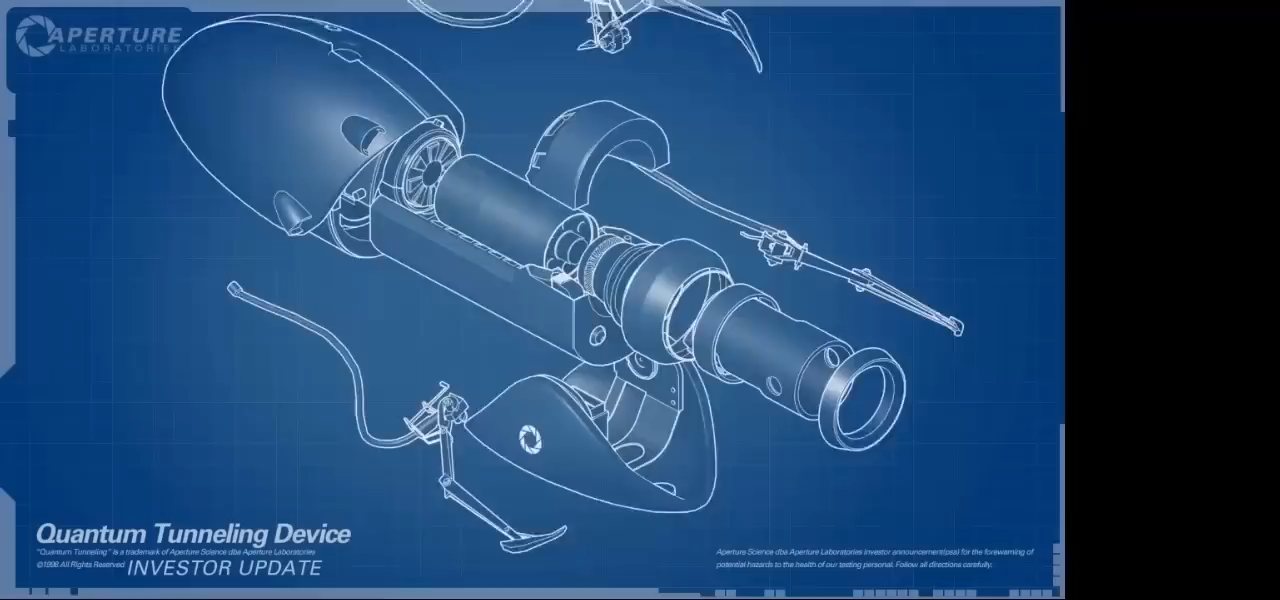 APERTURE
LABORATORIES
Quantum Tunneling Device
"Quantum Tunneling" is a trademark of Aperture Science dba Aperture Laboratories
©1998 All Rights Reserved INVESTOR UPDATE
Aperture Science dba Aperture Laboratories investor announcement(psa) for the forewarning of
potential hazards to the health of our testing personal. Follow all directions carefully.